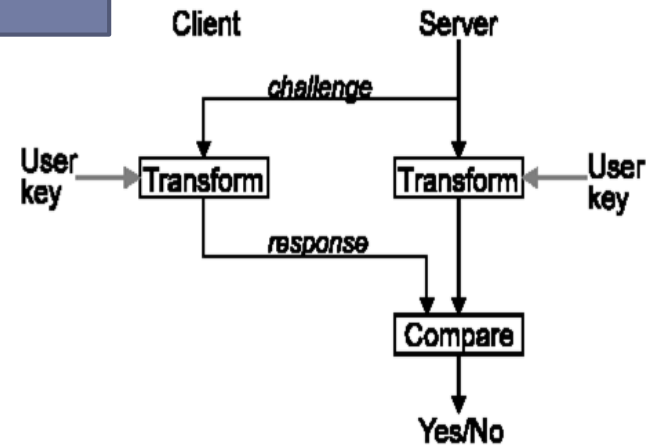 Client
Server
challenge
User
key
Transform
Transform
User
key
response
Compare
Yes/No